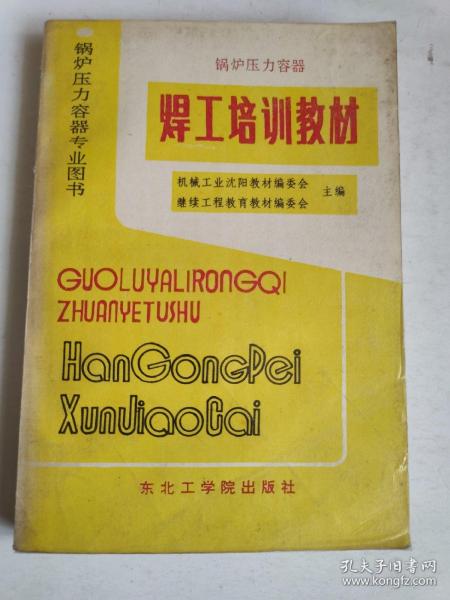 锅炉压力容器专业图书
锅炉压力容器
焊工培训教材
机械工业沈阳教材编委会
继续工程教育教材编委会
主编
GUOLUYALIRONGQI
ZHUANYETUSHU
HanGongPei
XunJiaoCai
东北工学院出版社
孔夫子旧书网
www.kongfz.com